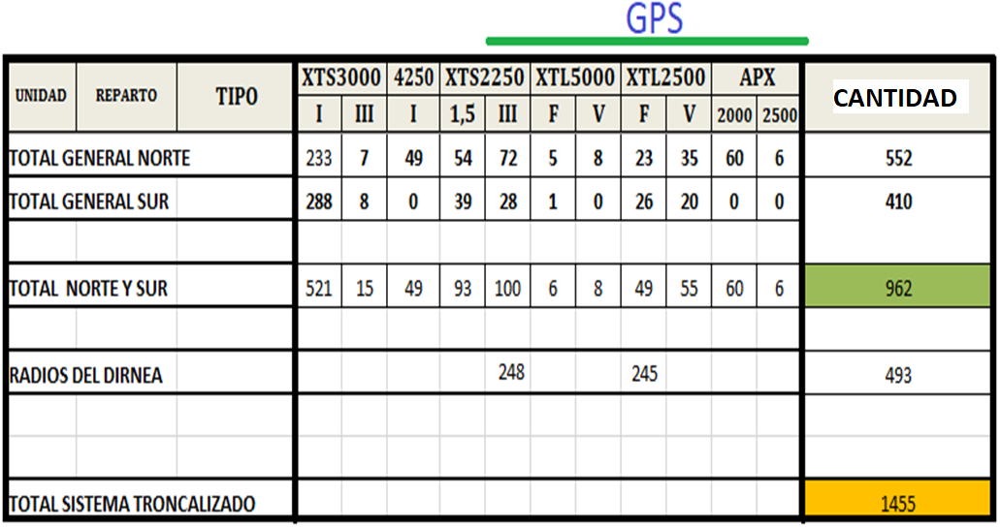 GPS
UNIDAD REPARTO TIPO XTS3000 4250 XTS2250 XTL5000 XTL2500 APX CANTIDAD
I III I 1,5 III F V F V 2000 2500
TOTAL GENERAL NORTE 233 7 49 54 72 5 8 23 35 60 6 552
TOTAL GENERAL SUR 288 8 0 39 28 1 0 26 20 0 0 410
TOTAL NORTE Y SUR 521 15 49 93 100 6 8 49 55 60 6 962
RADIOS DEL DIRNEA 248 245 493
TOTAL SISTEMA TRONCALIZADO 1455